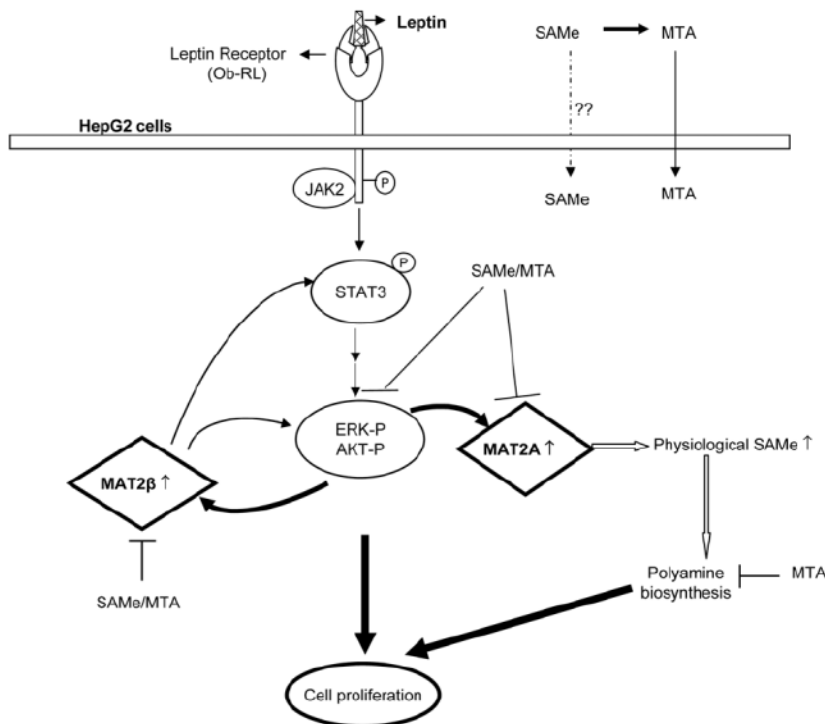 Leptin
SAMe
MTA
Leptin Receptor
(Ob-RL)
??
HepG2 cells
JAK2
P
SAMe
MTA
P
STAT3
SAMe/MTA
ERK-P
AKT-P
MAT2A ↑
Physiological SAMe ↑
MAT2β ↑
SAMe/MTA
Polyamine
biosynthesis
MTA
Cell proliferation